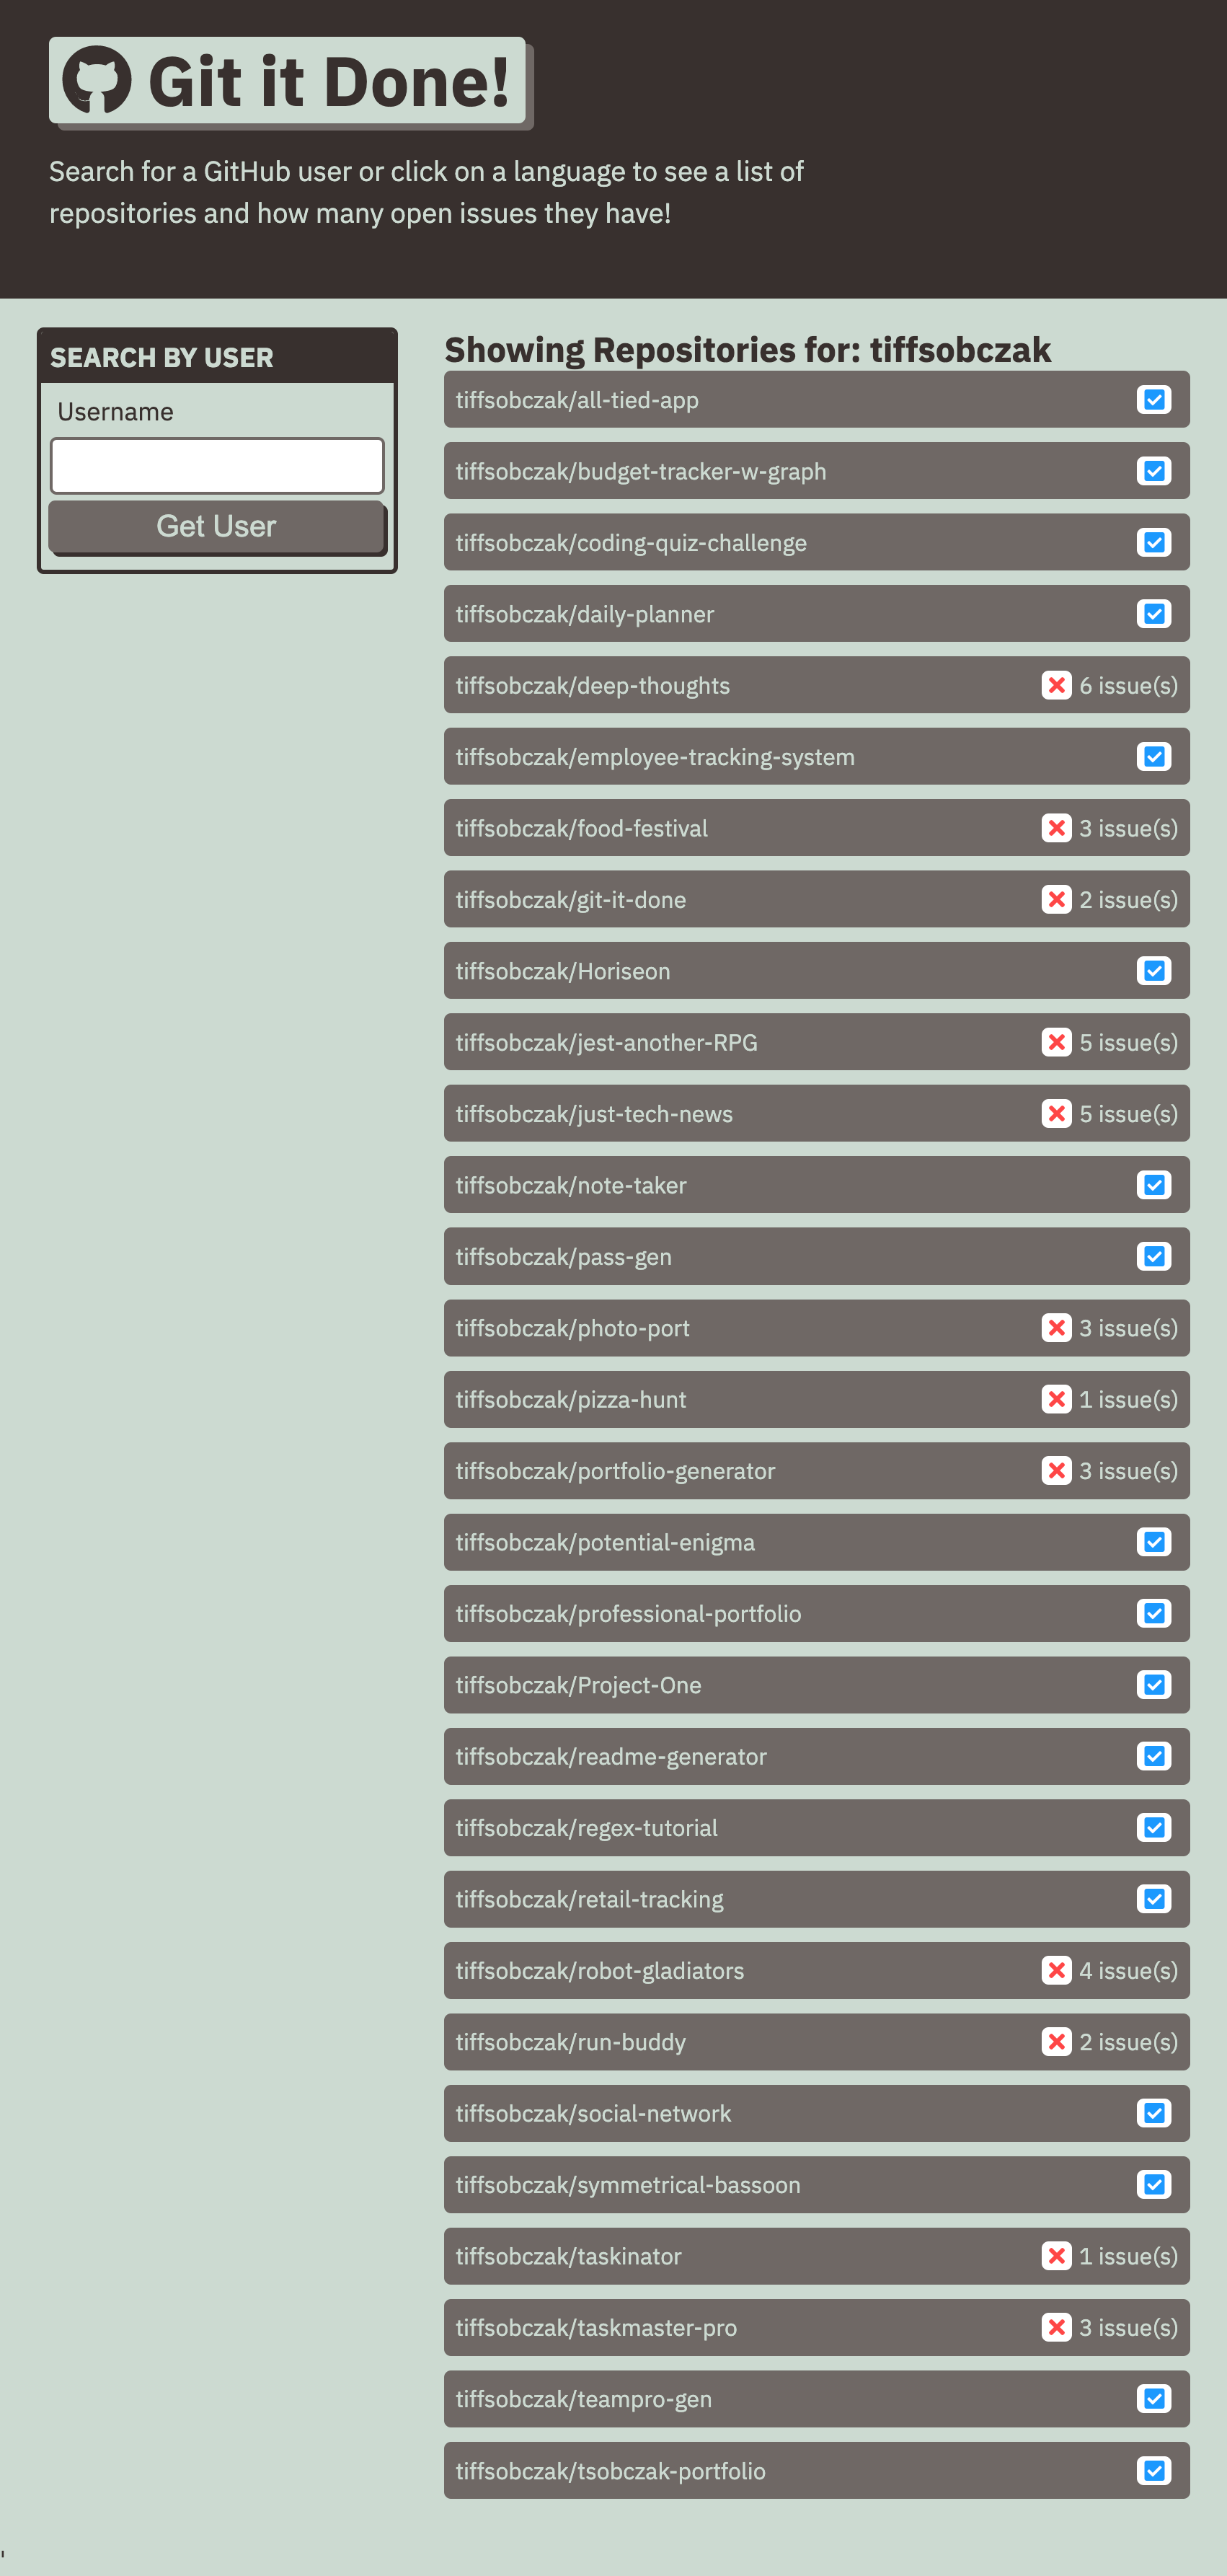 Git it Done!
Search for a GitHub user or click on a language to see a list of
repositories and how many open issues they have!
SEARCH BY USER
Username
Get User
Showing Repositories for: tiffsobczak
tiffsobczak/all-tied-app
tiffsobczak/budget-tracker-w-graph
tiffsobczak/coding-quiz-challenge
tiffsobczak/daily-planner
tiffsobczak/deep-thoughts 6 issue(s)
tiffsobczak/employee-tracking-system
tiffsobczak/food-festival 3 issue(s)
tiffsobczak/git-it-done 2 issue(s)
tiffsobczak/Horiseon
tiffsobczak/jest-another-RPG 5 issue(s)
tiffsobczak/just-tech-news 5 issue(s)
tiffsobczak/note-taker
tiffsobczak/pass-gen
tiffsobczak/photo-port 3 issue(s)
tiffsobczak/pizza-hunt 1 issue(s)
tiffsobczak/portfolio-generator 3 issue(s)
tiffsobczak/potential-enigma
tiffsobczak/professional-portfolio
tiffsobczak/Project-One
tiffsobczak/readme-generator
tiffsobczak/regex-tutorial
tiffsobczak/retail-tracking
tiffsobczak/robot-gladiators 4 issue(s)
tiffsobczak/run-buddy 2 issue(s)
tiffsobczak/social-network
tiffsobczak/symmetrical-bassoon
tiffsobczak/taskinator 1 issue(s)
tiffsobczak/taskmaster-pro 3 issue(s)
tiffsobczak/teampro-gen
tiffsobczak/tsobczak-portfolio
'